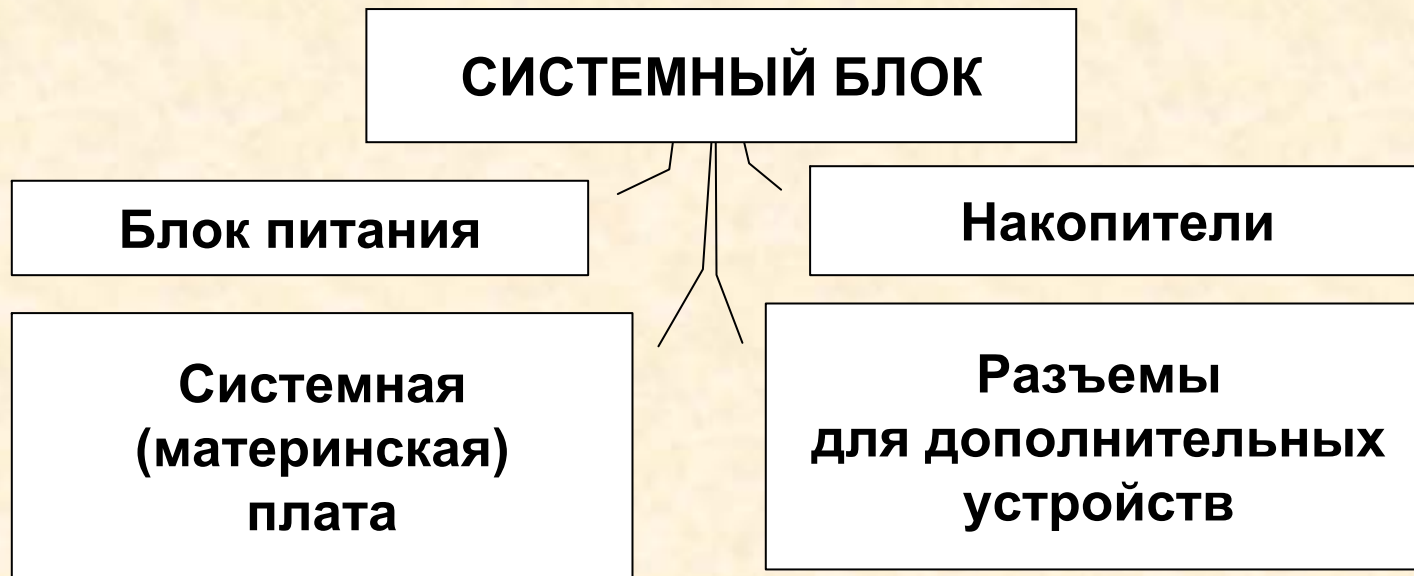 СИСТЕМНЫЙ БЛОК
Блок питания
Накопители
Системная
(материнская)
плата
Разъемы
для дополнительных
устройств